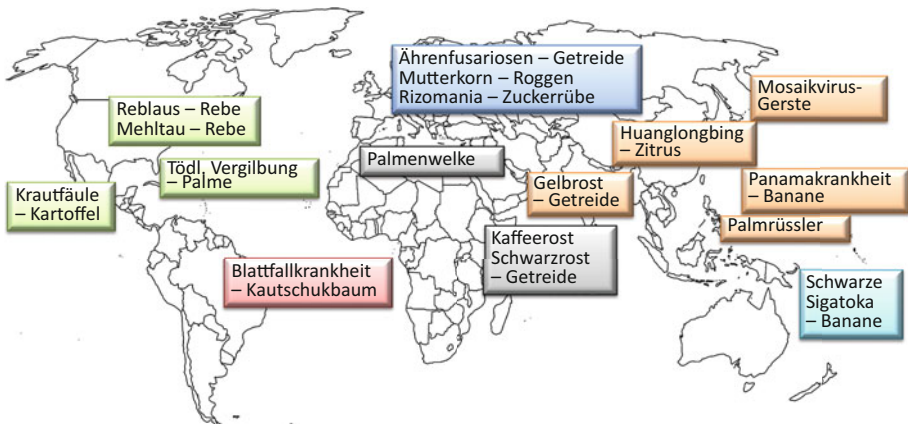 Ährenfusariosen – Getreide
Mutterkorn – Roggen
Rizomania – Zuckerrübe
Mosaikvirus-
Gerste
Reblaus – Rebe
Mehltau – Rebe
Huanglongbing
– Zitrus
Palmenwelke
Tödl. Vergilbung
– Palme
Gelbrost
– Getreide
Panamakrankheit
– Banane
Krautfäule
– Kartoffel
Palmrüssler
Kaffeerost
Schwarzrost
– Getreide
Blattfallkrankheit
– Kautschukbaum
Schwarze
Sigatoka
– Banane